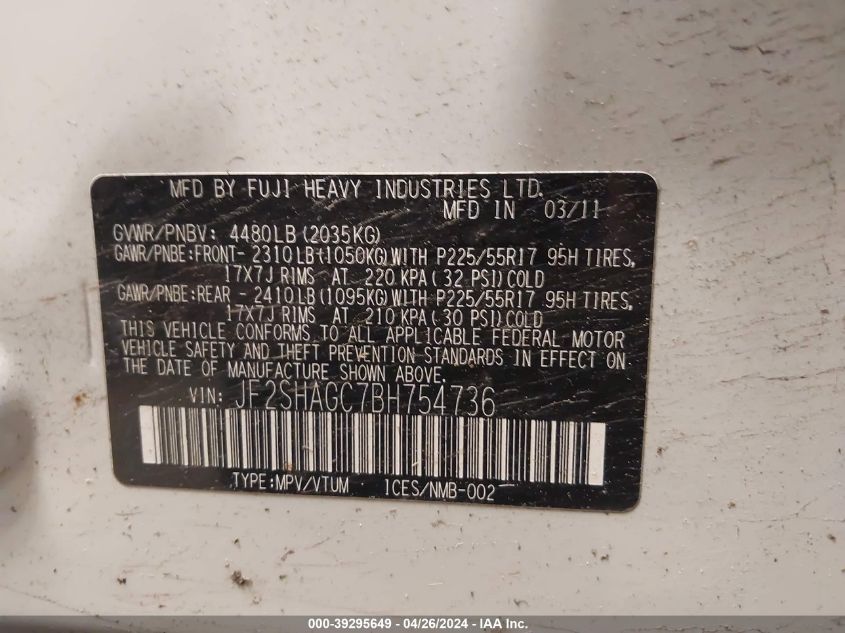 MFD BY FUJI HEAVY INDUSTRIES LTD.
MFD IN 03/11
GVWR/PNBV: 4480LB(2035KG)
GAWR/PNBE:FRONT- 2310LB(1050KG)WITH P225/55R17 95H TIRES,
17X7J RIMS AT 220 KPA(32 PSI)COLD
GAWR/PNBE:REAR - 2410LB(1095KG)WITH P225/55R17 95H TIRES,
17X7J RIMS AT 210 KPA(30 PSI)COLD
THIS VEHICLE CONFORMS TO ALL APPLICABLE FEDERAL MOTOR
VEHICLE SAFETY AND THEFT PREVENTION STANDARDS IN EFFECT ON
THE DATE OF MANUFACTURE SHOWN ABOVE.
VIN: JF2SHAGC7BH754736
TYPE:MPV/VTUM ICES/NMB-002
000-39295649 - 04/26/2024 - IAA Inc.